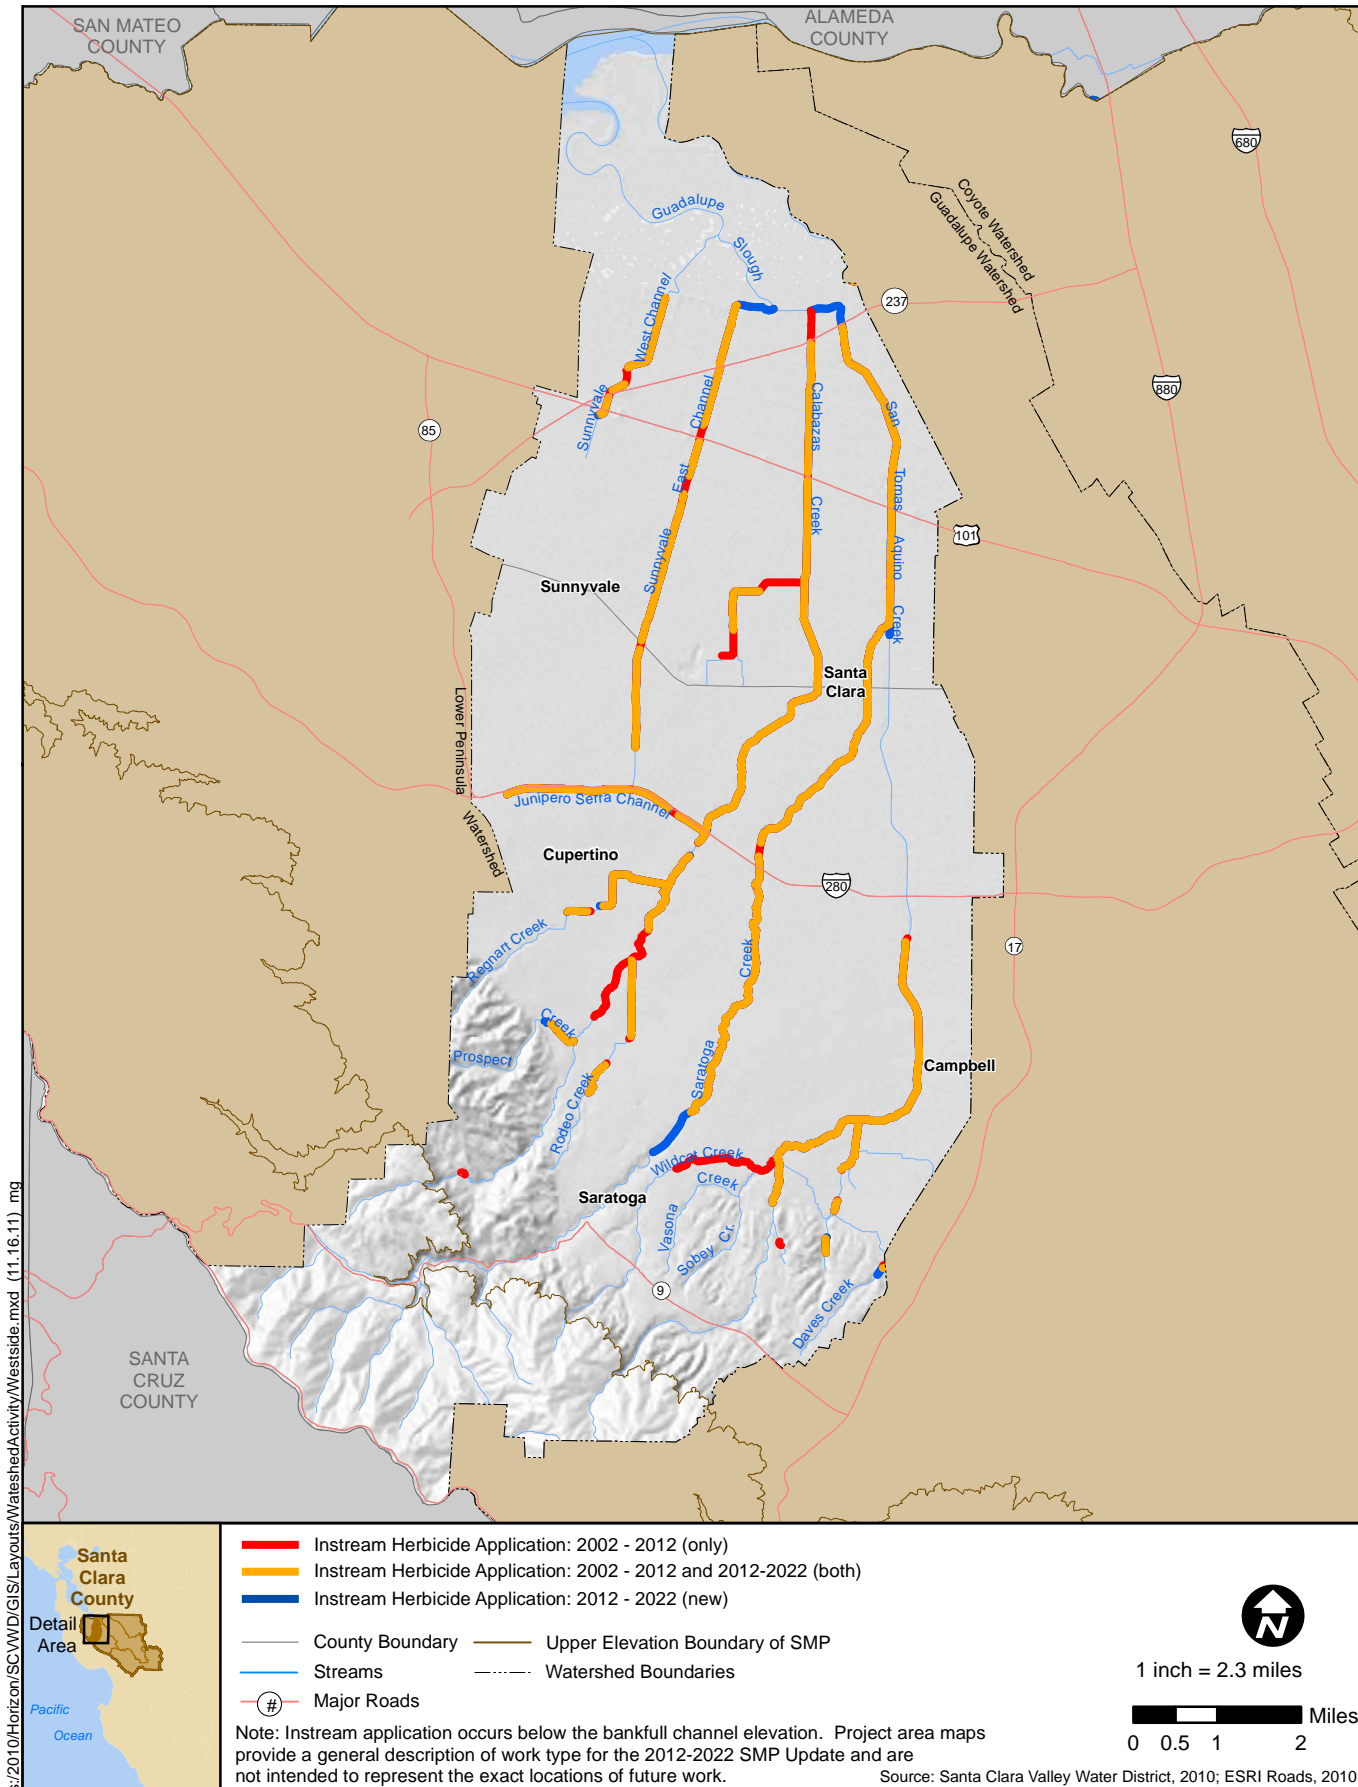 SAN MATEO
COUNTY
ALAMEDA
COUNTY
680
Coyote Watershed
Guadalupe Watershed
Guadalupe
Slough
237
West Channel
Sunnyvale
880
85
Channel
East
Sunnyvale
Calabazas
Creek
San
Tomas
Aquino
Creek
101
Sunnyvale
Santa
Clara
Lower Peninsula
Watershed
Junipero Serra Channel
Cupertino
280
Regnart Creek
17
Creek
Saratoga
Creek
Prospect
Rodeo Creek
Campbell
Wildcat Creek
Creek
Vasona
Saratoga
Sobey Cr.
9
Daves Creek
SANTA
CRUZ
COUNTY
s:/2010/Horizon/SCVWD/GIS/Layouts/WateshedActivity/Westside.mxd (11.16.11) mg
Santa
Clara
County
Detail
Area
Pacific
Ocean
Instream Herbicide Application: 2002 - 2012 (only)
Instream Herbicide Application: 2002 - 2012 and 2012-2022 (both)
Instream Herbicide Application: 2012 - 2022 (new)
County Boundary
Upper Elevation Boundary of SMP
Streams
Watershed Boundaries
# Major Roads
Note: Instream application occurs below the bankfull channel elevation. Project area maps
provide a general description of work type for the 2012-2022 SMP Update and are
not intended to represent the exact locations of future work.
N
1 inch = 2.3 miles
Miles
0 0.5 1 2
Source: Santa Clara Valley Water District, 2010; ESRI Roads, 2010